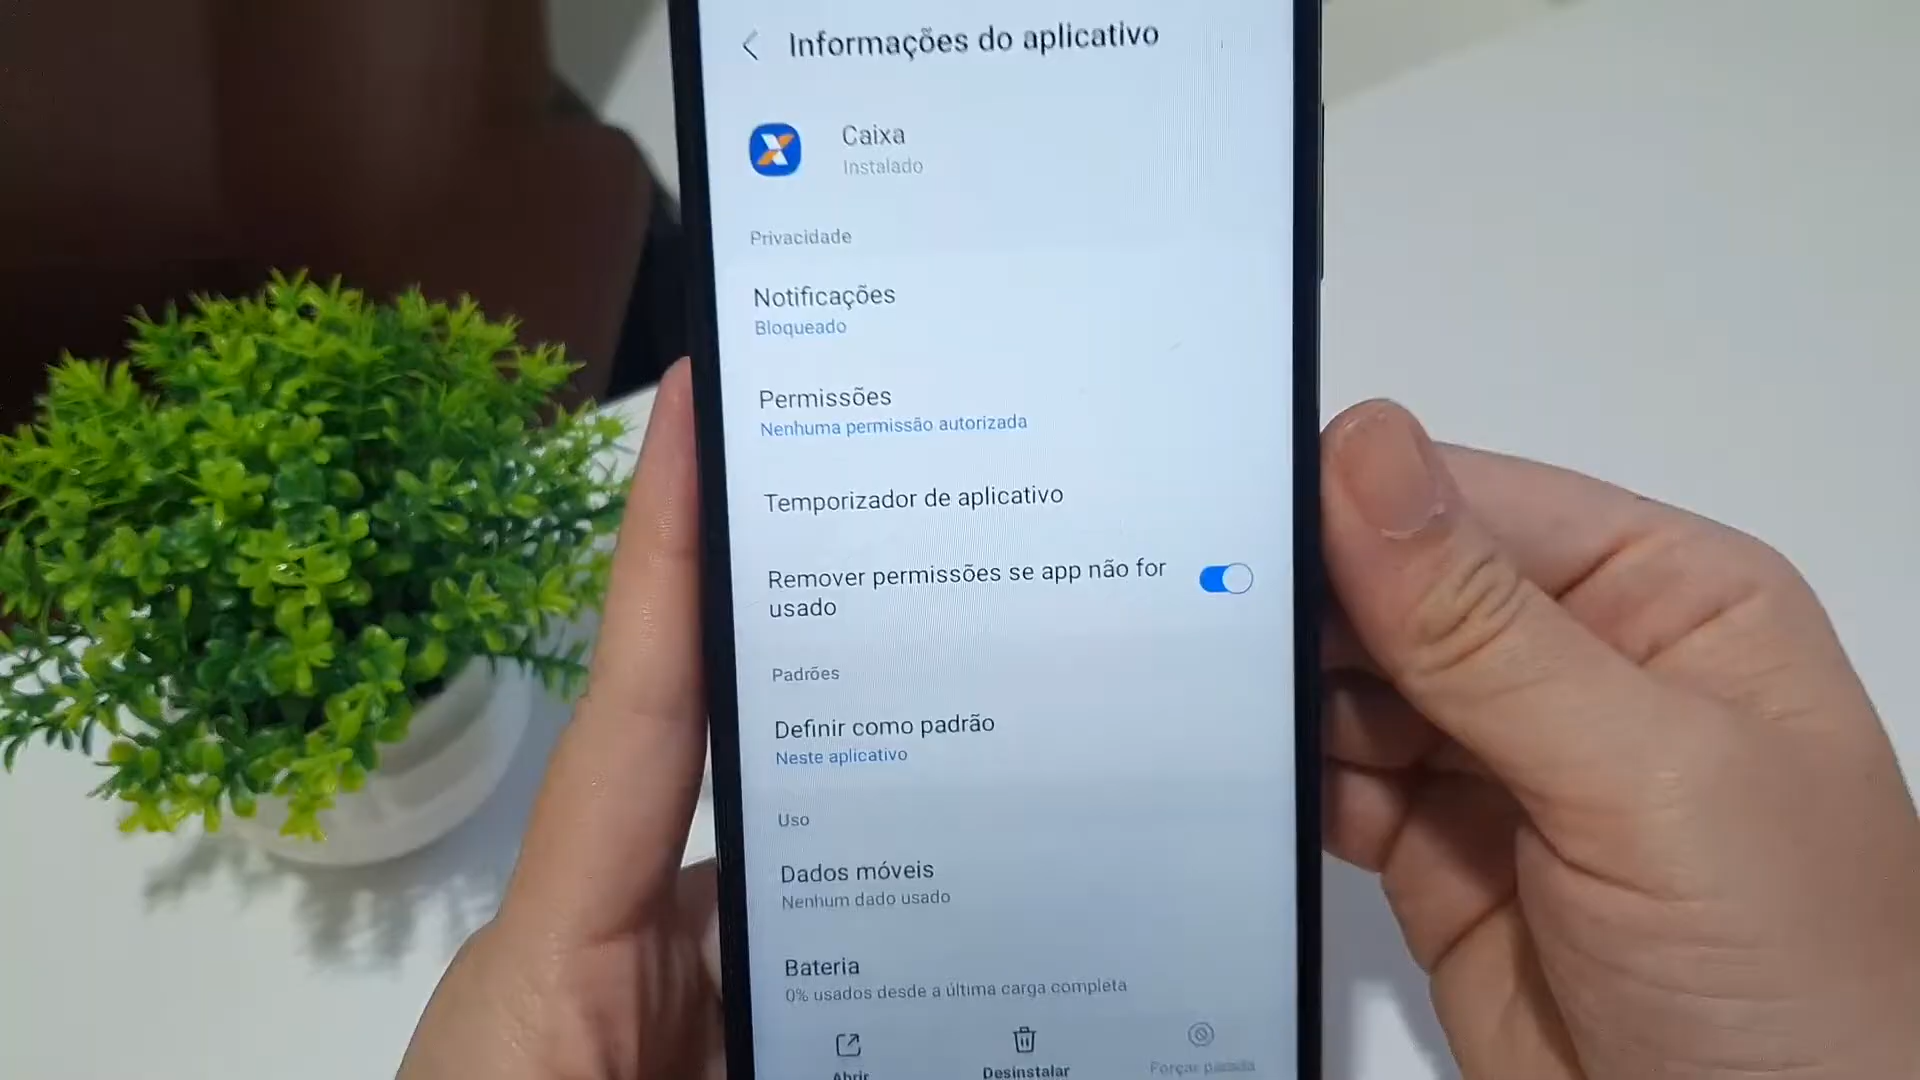 Informações do aplicativo
Caixa
Instalado
Privacidade
Notificações
Bloqueado
Permissões
Nenhuma permissão autorizada
Temporizador de aplicativo
Remover permissões se app não for
usado
Padrões
Definir como padrão
Neste aplicativo
Uso
Dados móveis
Nenhum dado usado
Bateria
0% usados desde a última carga completa
Abrir
Desinstalar
Forçar parada